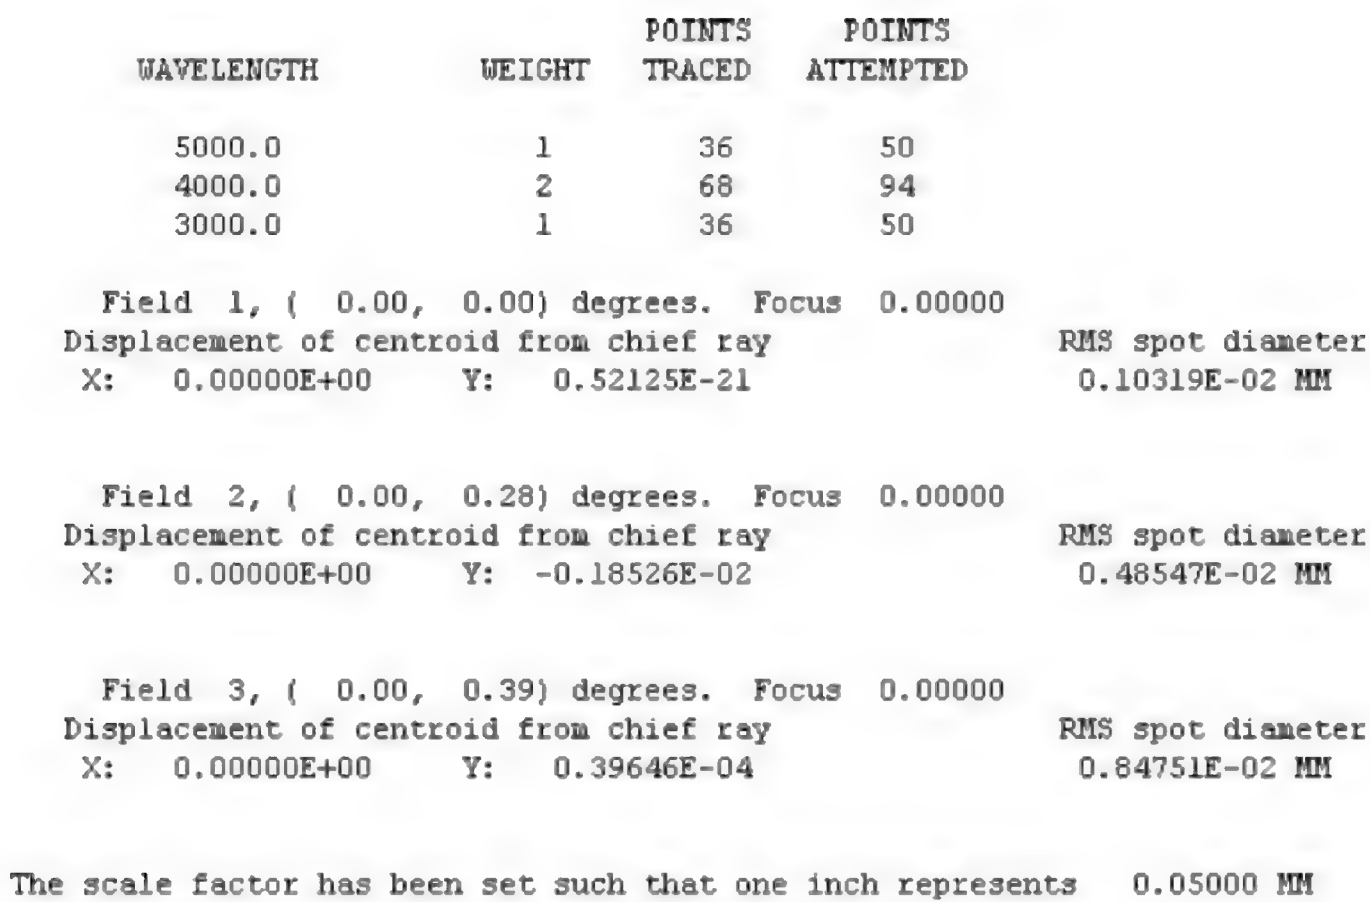 POINTS POINTS
WAVELENGTH WEIGHT TRACED ATTEMPTED
5000.0 1 36 50
4000.0 2 68 94
3000.0 1 36 50
Field 1, ( 0.00, 0.00) degrees. Focus 0.00000
Displacement of centroid from chief ray RMS spot diameter
X: 0.00000E+00 Y: 0.52125E-21 0.10319E-02 MM
Field 2, ( 0.00, 0.28) degrees. Focus 0.00000
Displacement of centroid from chief ray RMS spot diameter
X: 0.00000E+00 Y: -0.18526E-02 0.48547E-02 MM
Field 3, ( 0.00, 0.39) degrees. Focus 0.00000
Displacement of centroid from chief ray RMS spot diameter
X: 0.00000E+00 Y: 0.39646E-04 0.84751E-02 MM
The scale factor has been set such that one inch represents 0.05000 MM